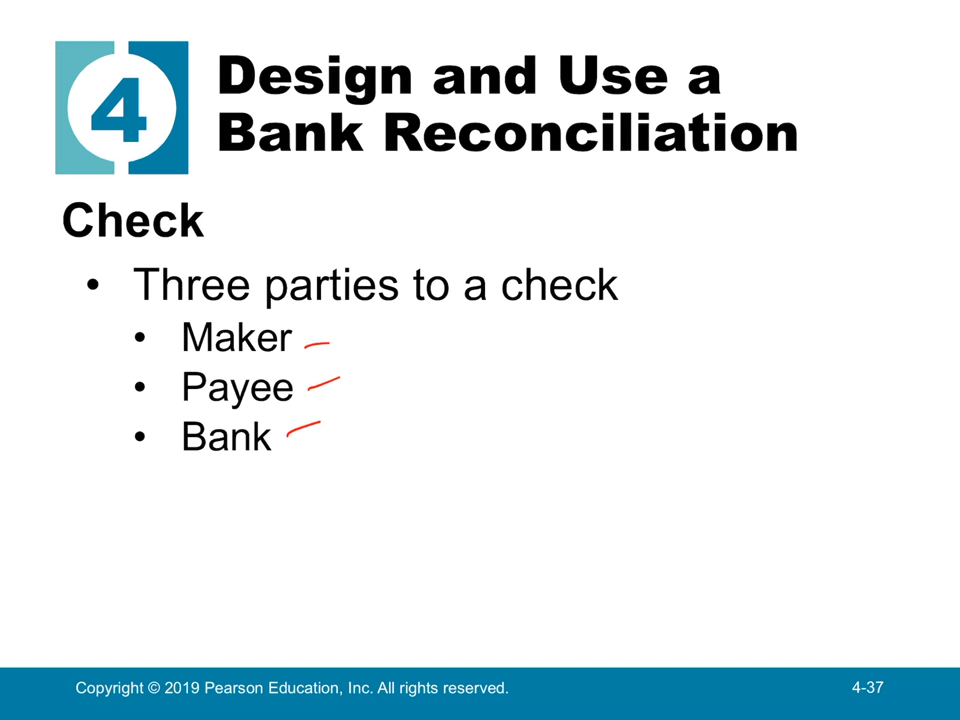 4
Design and Use a
Bank Reconciliation
Check
• Three parties to a check
• Maker
• Payee
• Bank
Copyright © 2019 Pearson Education, Inc. All rights reserved.
4-37